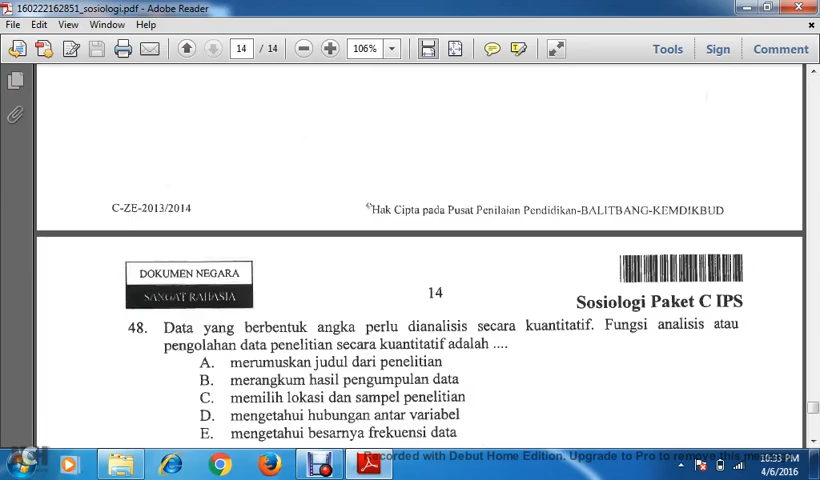 160222162851_sosiologi.pdf - Adobe Reader
File Edit View Window Help
14 / 14 106% Tools Sign Comment
C-ZE-2013/2014
©Hak Cipta pada Pusat Penilaian Pendidikan-BALITBANG-KEMDIKBUD
DOKUMEN NEGARA
SANGAT RAHASIA
14
Sosiologi Paket C IPS
48. Data yang berbentuk angka perlu dianalisis secara kuantitatif. Fungsi analisis atau
pengolahan data penelitian secara kuantitatif adalah ....
A. merumuskan judul dari penelitian
B. merangkum hasil pengumpulan data
C. memilih lokasi dan sampel penelitian
D. mengetahui hubungan antar variabel
E. mengetahui besarnya frekuensi data
Recorded with Debut Home Edition. Upgrade to Pro to remove this
10:33 PM
4/6/2016